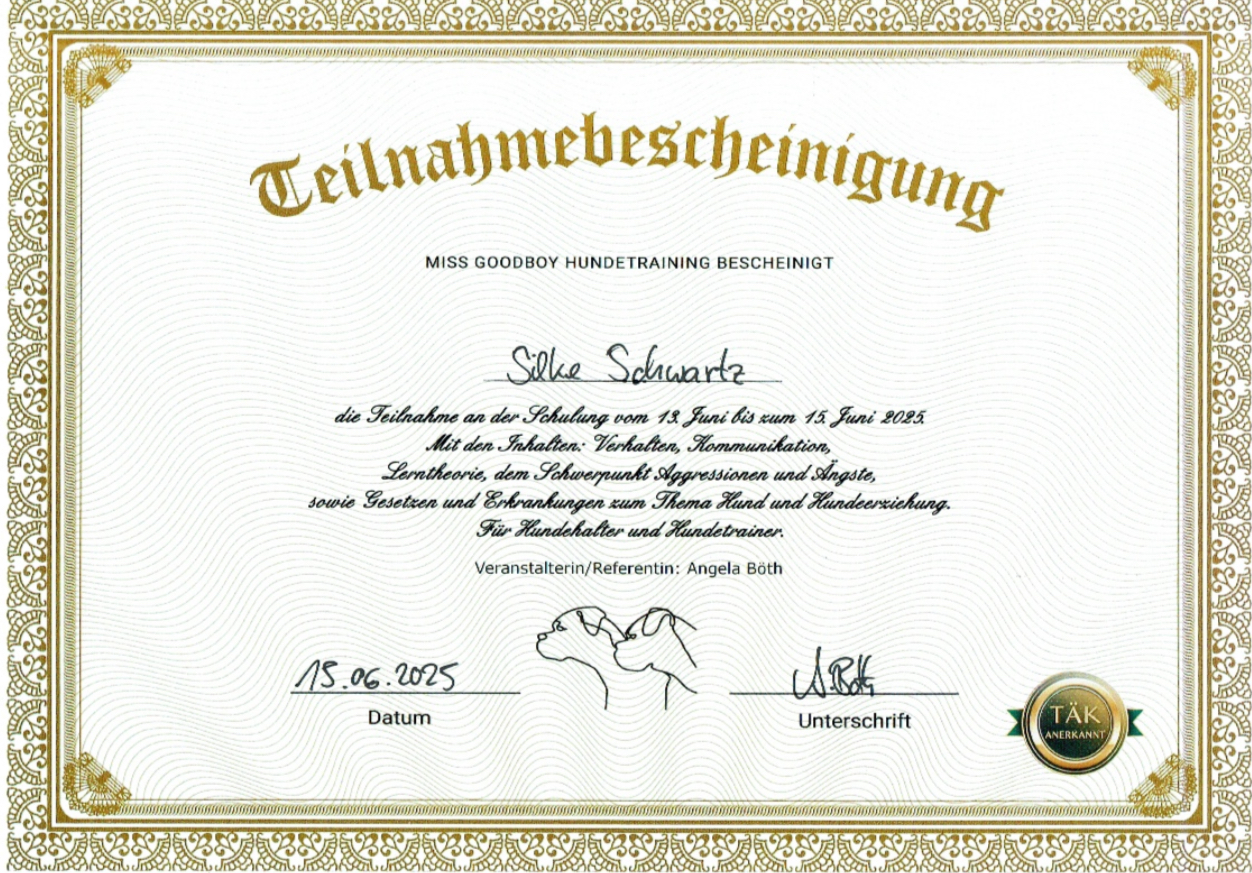 Teilnahmebescheinigung
MISS GOODBOY HUNDETRAINING BESCHEINIGT
Silke Schwartz
die Teilnahme an der Schulung vom 13. Juni bis zum 15. Juni 2025.
Mit den Inhalten: Verhalten, Kommunikation,
Lerntheorie, dem Schwerpunkt Aggressionen und Ängste,
sowie Gesetzen und Erkrankungen zum Thema Hund und Hundeerziehung.
Für Hundehalter und Hundetrainer.
Veranstalterin/Referentin: Angela Böth
15.06.2025
A. Böth
Datum
Unterschrift
TÄK
ANERKANNT